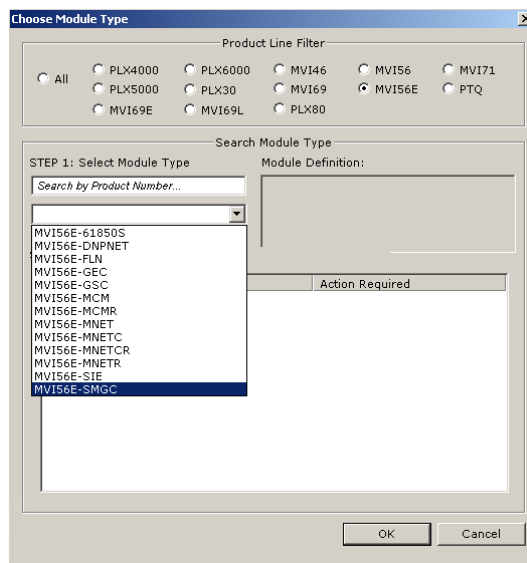 Choose Module Type
Product Line Filter
All
PLX4000 PLX6000 MVI46 MVI56 MVI71
PLX5000 PLX30 MVI69 MVI56E PTQ
MVI69E MVI69L PLX80
Search Module Type
STEP 1: Select Module Type Module Definition:
Search by Product Number...
MVI56E-61850S
MVI56E-DNPNET
MVI56E-FLN
MVI56E-GEC
MVI56E-GSC
MVI56E-MCM
Action Required
MVI56E-MCMR
MVI56E-MNET
MVI56E-MNETC
MVI56E-MNETCR
MVI56E-MNETR
MVI56E-SIE
MVI56E-SMGC
OK Cancel